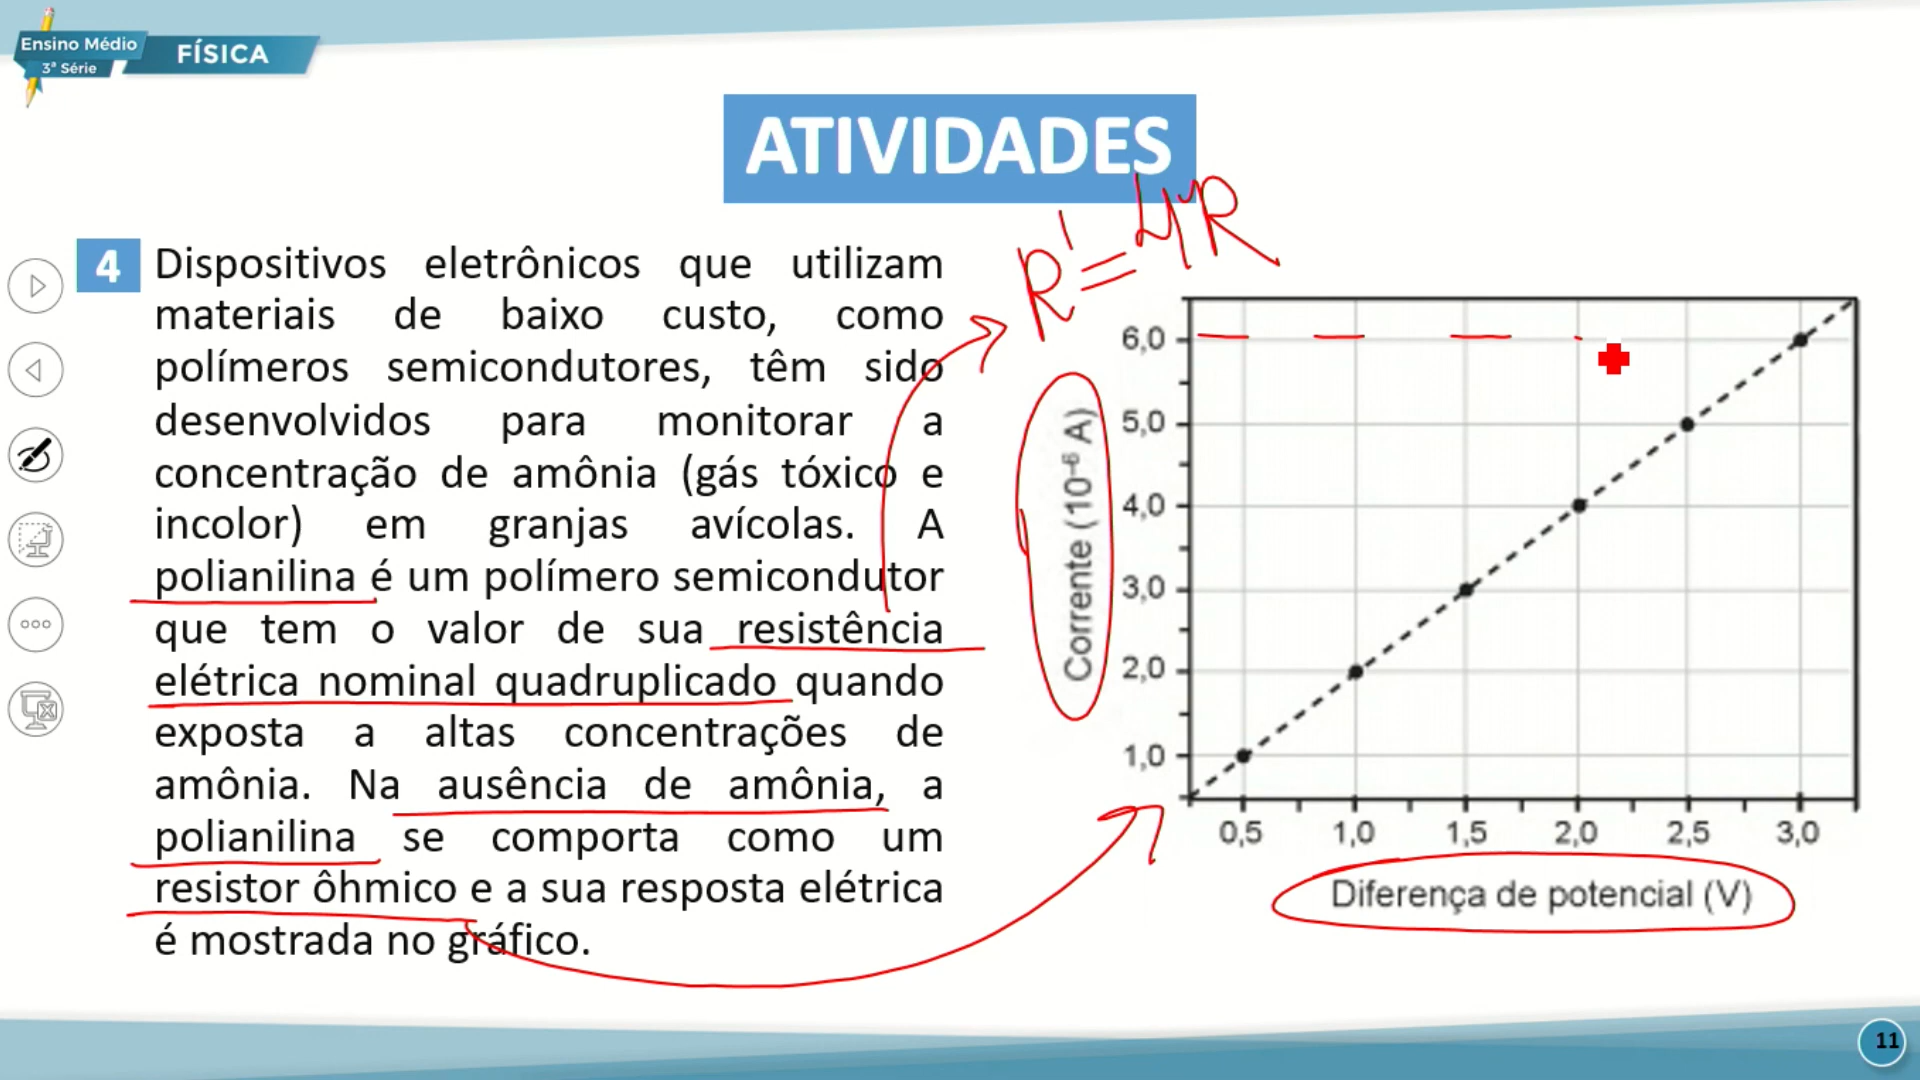 Ensino Médio
3ª Série
FÍSICA
ATIVIDADES
R' = 4R
4
Dispositivos eletrônicos que utilizam
materiais de baixo custo, como
polímeros semicondutores, têm sido
desenvolvidos para monitorar a
concentração de amônia (gás tóxico e
incolor) em granjas avícolas. A
polianilina é um polímero semicondutor
que tem o valor de sua resistência
elétrica nominal quadruplicado quando
exposta a altas concentrações de
amônia. Na ausência de amônia, a
polianilina se comporta como um
resistor ôhmico e a sua resposta elétrica
é mostrada no gráfico.
Corrente (10⁻⁶ A)
6,0
5,0
4,0
3,0
2,0
1,0
0,5 1,0 1,5 2,0 2,5 3,0
Diferença de potencial (V)
11